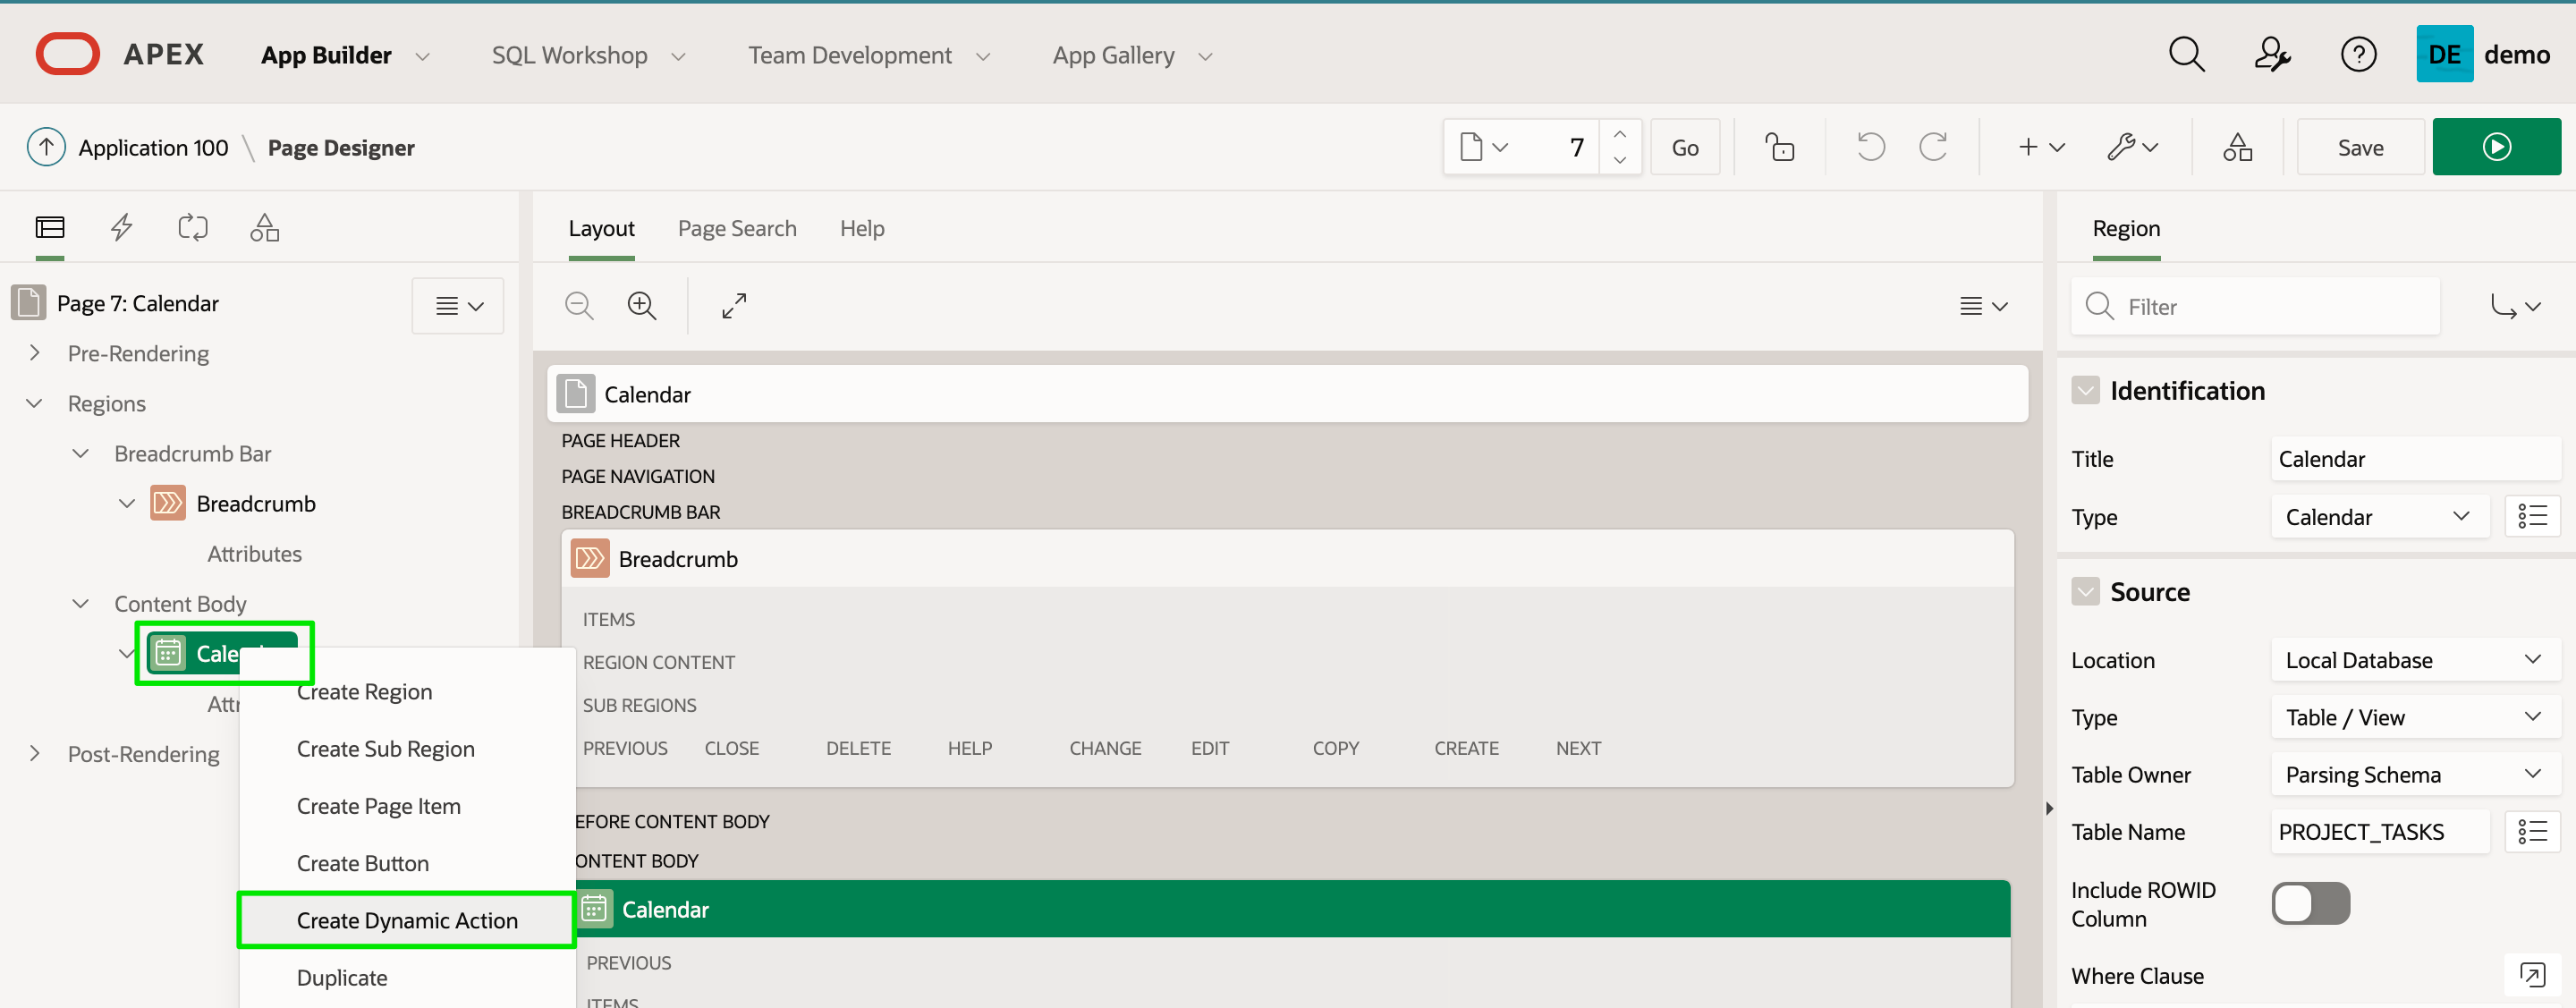 APEX App Builder SQL Workshop Team Development App Gallery DE demo
Application 100 \ Page Designer 7 Go Save
Layout Page Search Help Region
Page 7: Calendar
Filter
Pre-Rendering
Regions
Breadcrumb Bar
Breadcrumb
Attributes
Content Body
Cale
Attr
Post-Rendering
Create Region
Create Sub Region
Create Page Item
Create Button
Create Dynamic Action
Duplicate
Calendar
PAGE HEADER
PAGE NAVIGATION
BREADCRUMB BAR
Breadcrumb
ITEMS
REGION CONTENT
SUB REGIONS
PREVIOUS CLOSE DELETE HELP CHANGE EDIT COPY CREATE NEXT
EFORE CONTENT BODY
ONTENT BODY
Calendar
PREVIOUS
ITEMS
Identification
Title Calendar
Type Calendar
Source
Location Local Database
Type Table / View
Table Owner Parsing Schema
Table Name PROJECT_TASKS
Include ROWID
Column
Where Clause